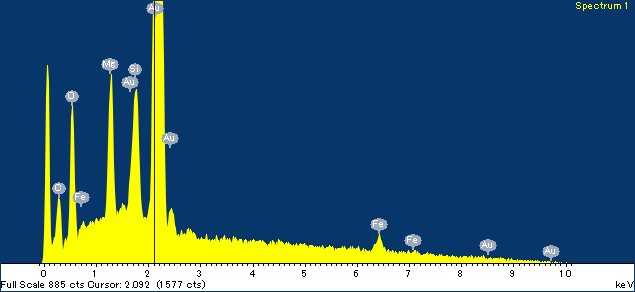 Spectrum 1
Au
Mg
Si
Au
O
Au
C
Fe
Fe
Fe
Au
Au
0 1 2 3 4 5 6 7 8 9 10
Full Scale 885 cts Cursor: 2.092 (1577 cts) keV